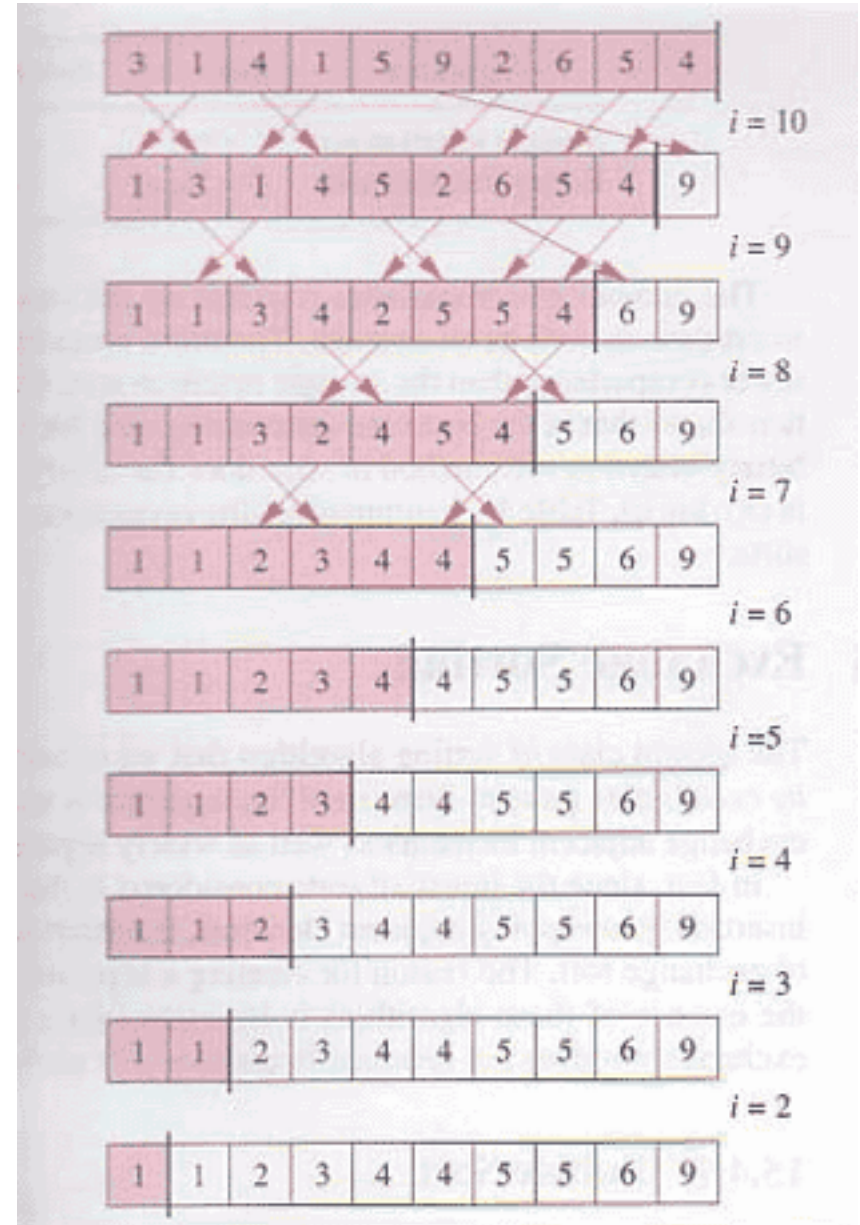 3 1 4 1 5 9 2 6 5 4
i = 10
1 3 1 4 5 2 6 5 4 9
i = 9
1 1 3 4 2 5 5 4 6 9
i = 8
1 1 3 2 4 5 4 5 6 9
i = 7
1 1 2 3 4 4 5 5 6 9
i = 6
1 1 2 3 4 4 5 5 6 9
i =5
1 1 2 3 4 4 5 5 6 9
i = 4
1 1 2 3 4 4 5 5 6 9
i = 3
1 1 2 3 4 4 5 5 6 9
i = 2
1 1 2 3 4 4 5 5 6 9